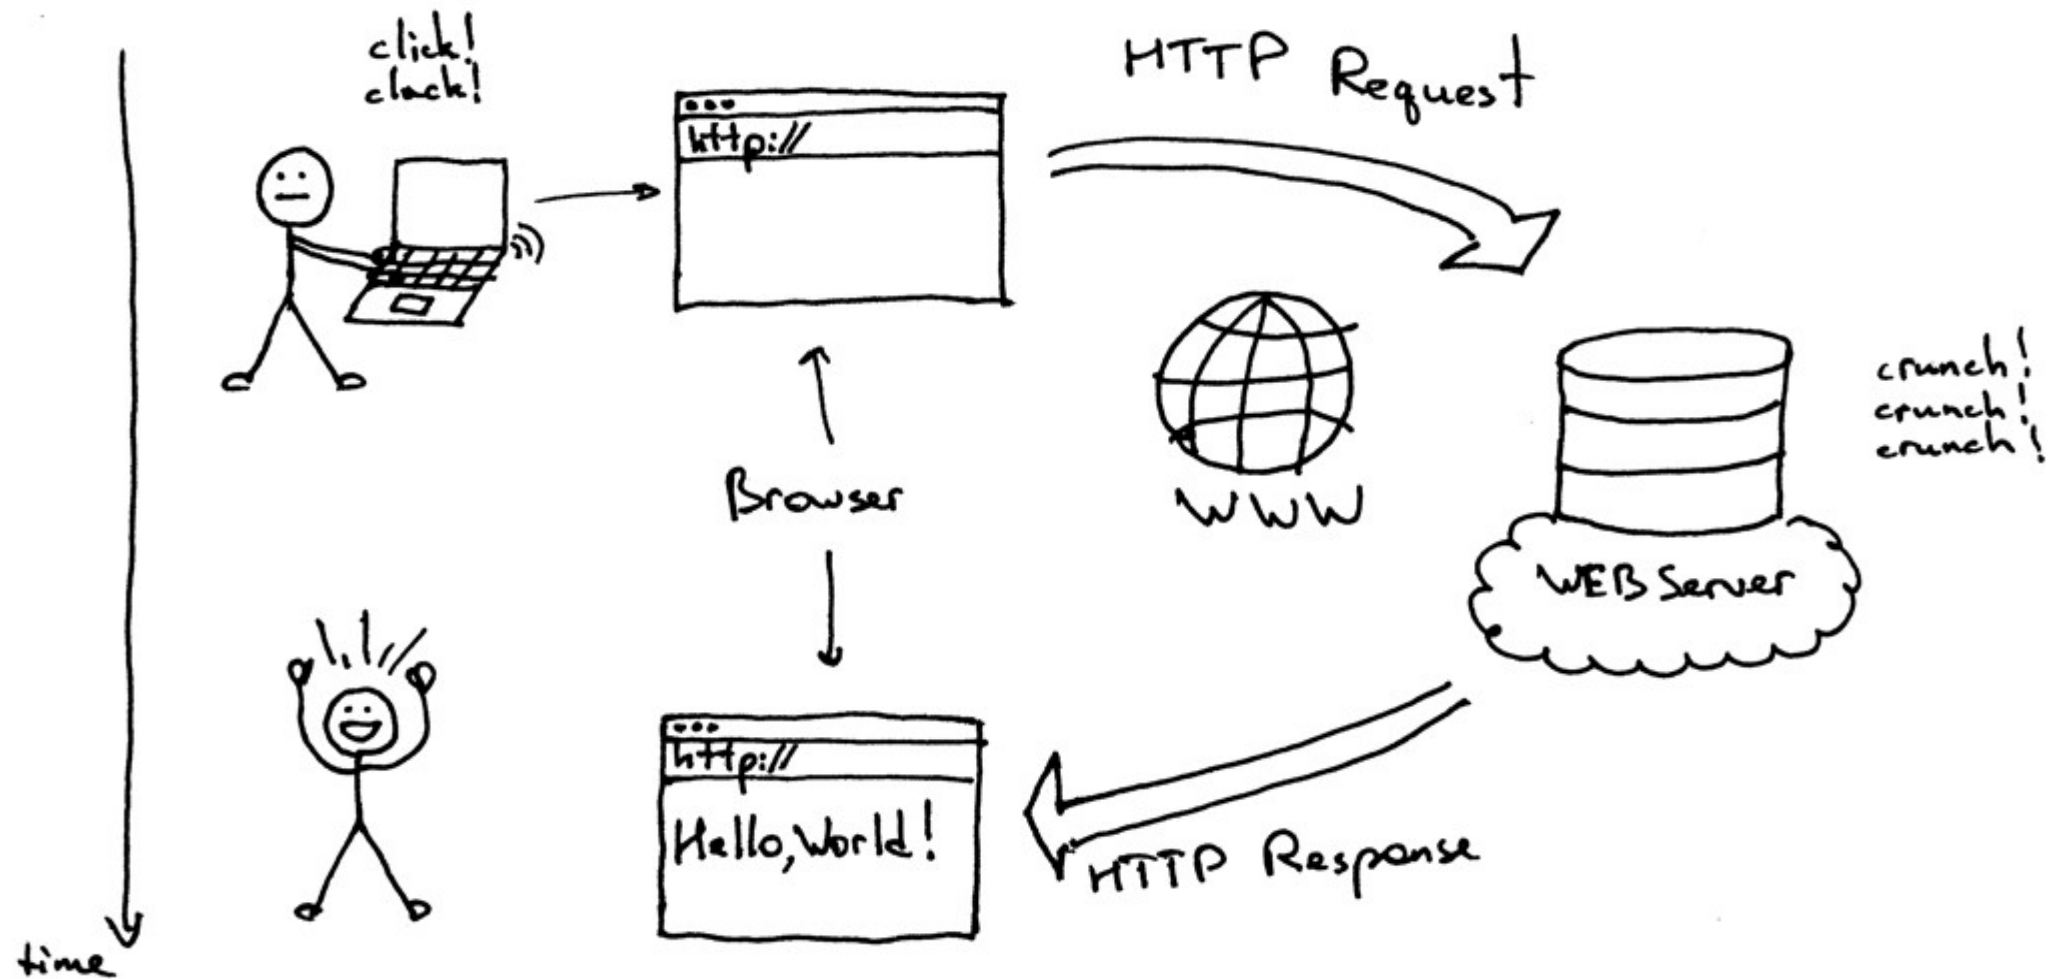 click!
clack!
HTTP Request
http://
crunch!
crunch!
crunch!
Browser
WWW
WEB Server
http://
Hello, World!
HTTP Response
time